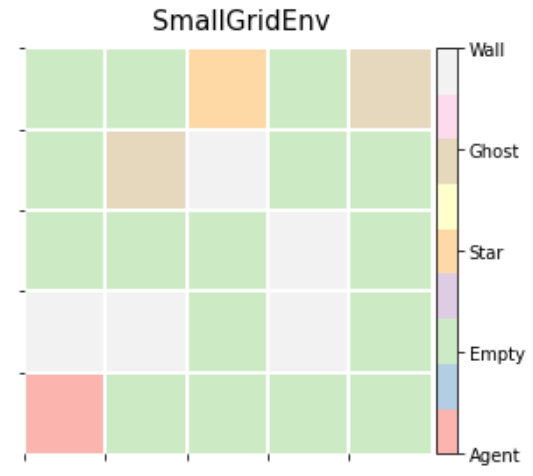 SmallGridEnv
Wall
Ghost
Star
Empty
Agent